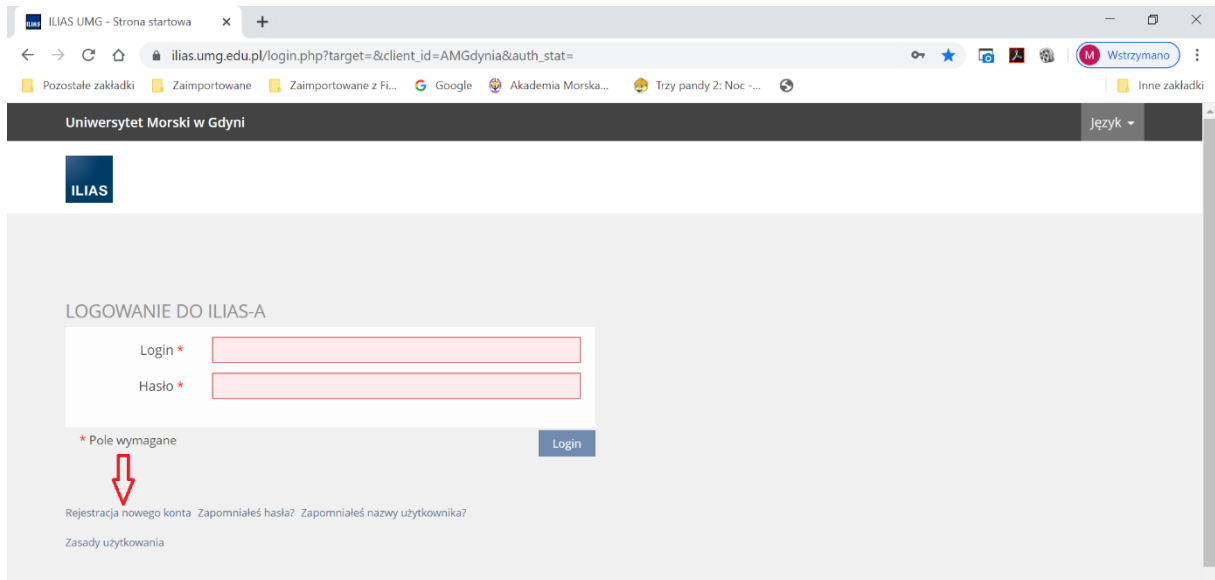 ILIAS UMG - Strona startowa
ilias.umg.edu.pl/login.php?target=&client_id=AMGdynia&auth_stat=
M Wstrzymano
Pozostałe zakładki Zaimportowane Zaimportowane z Fi... G Google Akademia Morska... Trzy pandy 2: Noc -... Inne zakładki
Uniwersytet Morski w Gdyni Język
ILIAS
LOGOWANIE DO ILIAS-A
Login *
Hasło *
* Pole wymagane Login
Rejestracja nowego konta Zapomniałeś hasła? Zapomniałeś nazwy użytkownika?
Zasady użytkowania